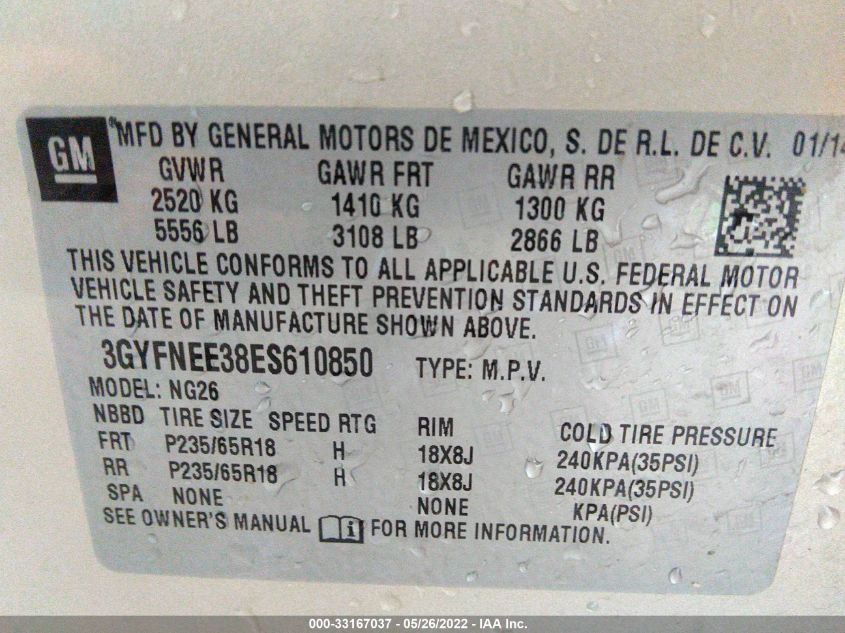 GM
® MFD BY GENERAL MOTORS DE MEXICO, S. DE R.L. DE C.V. 01/14
GVWR GAWR FRT GAWR RR
2520 KG 1410 KG 1300 KG
5556 LB 3108 LB 2866 LB
THIS VEHICLE CONFORMS TO ALL APPLICABLE U.S. FEDERAL MOTOR
VEHICLE SAFETY AND THEFT PREVENTION STANDARDS IN EFFECT ON
THE DATE OF MANUFACTURE SHOWN ABOVE.
3GYFNEE38ES610850 TYPE: M.P.V.
MODEL: NG26
NBBD TIRE SIZE SPEED RTG RIM COLD TIRE PRESSURE
FRT P235/65R18 H 18X8J 240KPA(35PSI)
RR P235/65R18 H 18X8J 240KPA(35PSI)
SPA NONE NONE KPA(PSI)
SEE OWNER'S MANUAL FOR MORE INFORMATION.
000-33167037 - 05/26/2022 - IAA Inc.